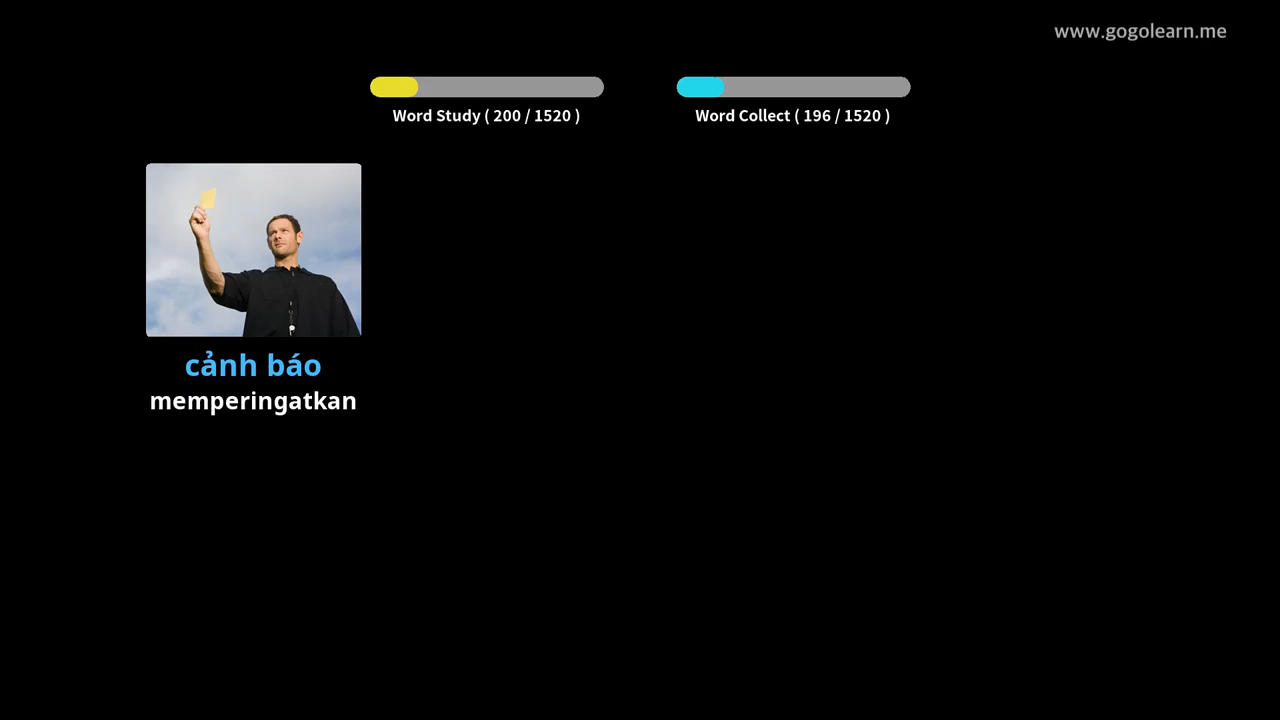 www.gogolearn.me
Word Study ( 200 / 1520 )
Word Collect ( 196 / 1520 )
cảnh báo
memperingatkan